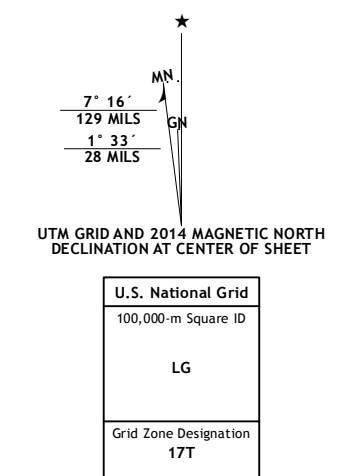 ★
MN
7° 16´
129 MILS
GN
1° 33´
28 MILS
UTM GRID AND 2014 MAGNETIC NORTH
DECLINATION AT CENTER OF SHEET
U.S. National Grid
100,000-m Square ID
LG
Grid Zone Designation
17T